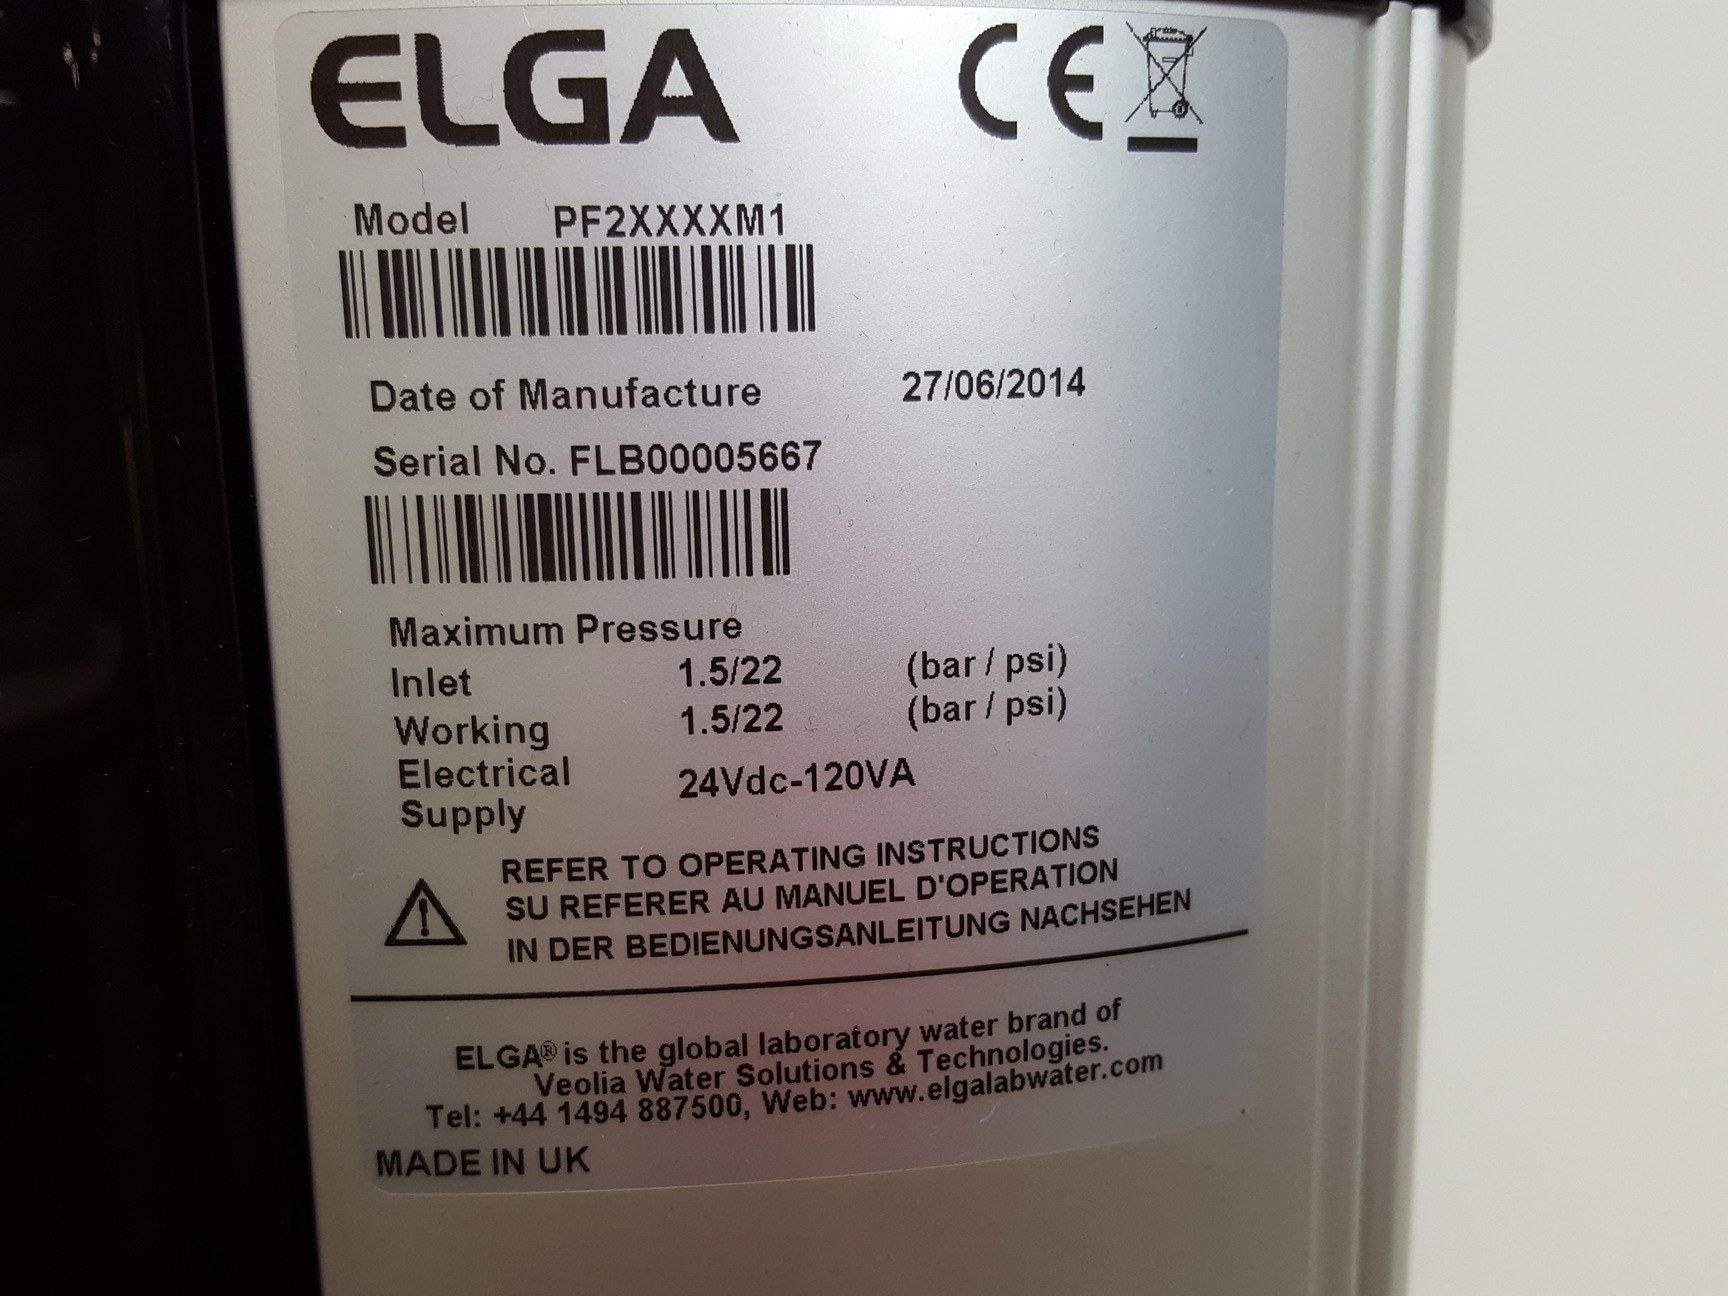 ELGA CE
Model PF2XXXXM1
Date of Manufacture 27/06/2014
Serial No. FLB00005667
Maximum Pressure
Inlet 1.5/22 (bar / psi)
Working 1.5/22 (bar / psi)
Electrical
Supply 24Vdc-120VA
REFER TO OPERATING INSTRUCTIONS
SU REFERER AU MANUEL D'OPERATION
IN DER BEDIENUNGSANLEITUNG NACHSEHEN
ELGA® is the global laboratory water brand of
Veolia Water Solutions & Technologies.
Tel: +44 1494 887500, Web: www.elgalabwater.com
MADE IN UK